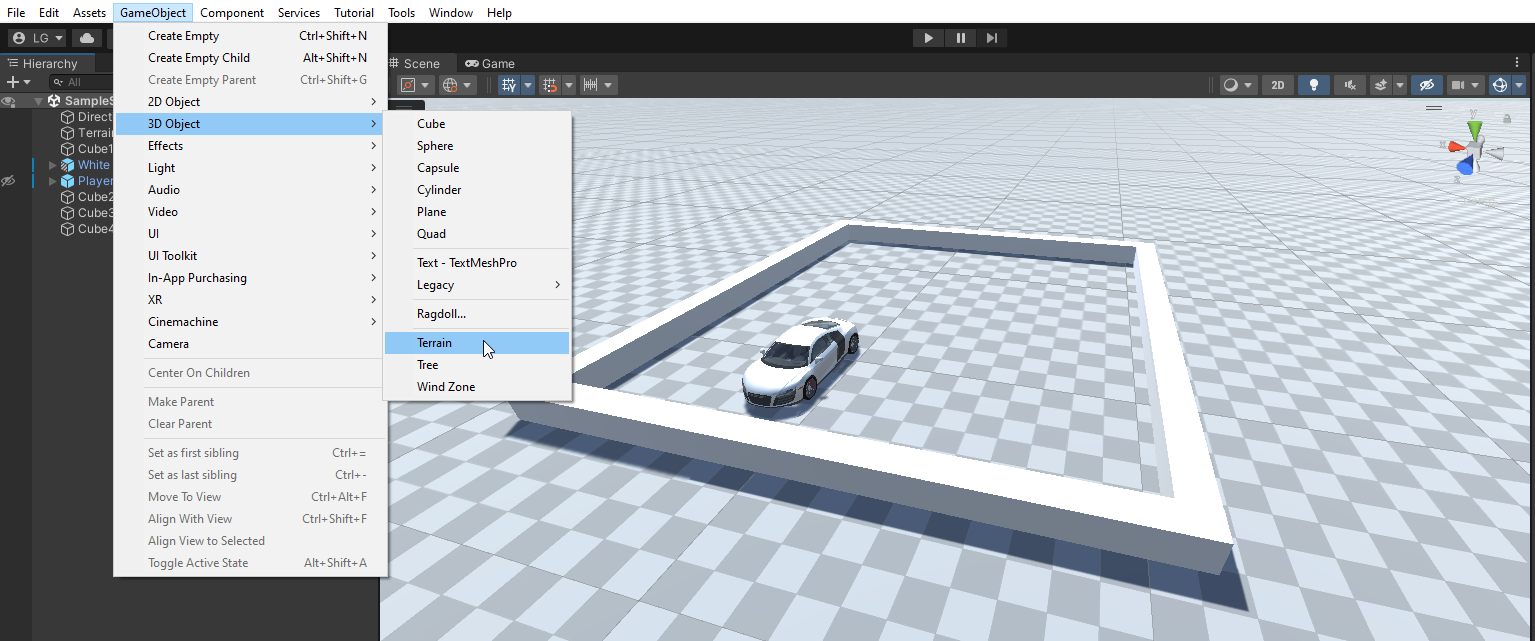 File Edit Assets GameObject Component Services Tutorial Tools Window Help
LG
Hierarchy
All
SampleS
Direct
Terrain
Cube1
White
Player
Cube2
Cube3
Cube4
Create Empty Ctrl+Shift+N
Create Empty Child Alt+Shift+N
Create Empty Parent Ctrl+Shift+G
2D Object
3D Object
Effects
Light
Audio
Video
UI
UI Toolkit
In-App Purchasing
XR
Cinemachine
Camera
Center On Children
Make Parent
Clear Parent
Set as first sibling Ctrl+=
Set as last sibling Ctrl+-
Move To View Ctrl+Alt+F
Align With View Ctrl+Shift+F
Align View to Selected
Toggle Active State Alt+Shift+A
Cube
Sphere
Capsule
Cylinder
Plane
Quad
Text - TextMeshPro
Legacy
Ragdoll...
Terrain
Tree
Wind Zone
Scene Game
2D
y
x
z